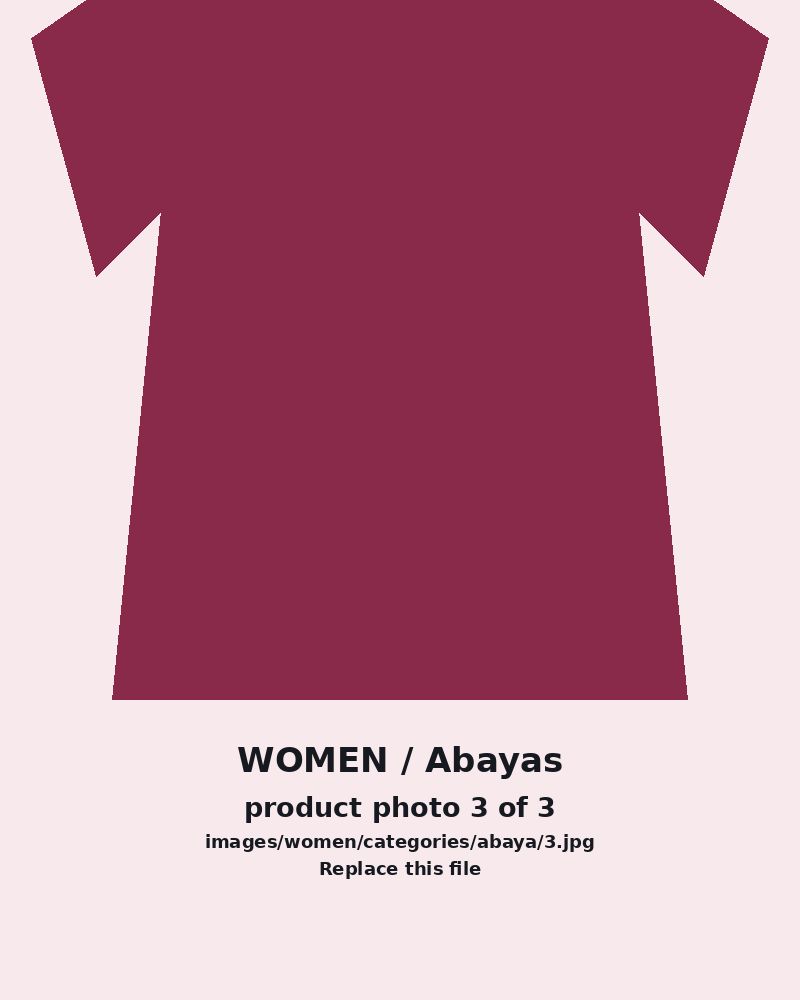 WOMEN / Abayas
product photo 3 of 3
images/women/categories/abaya/3.jpg
Replace this file